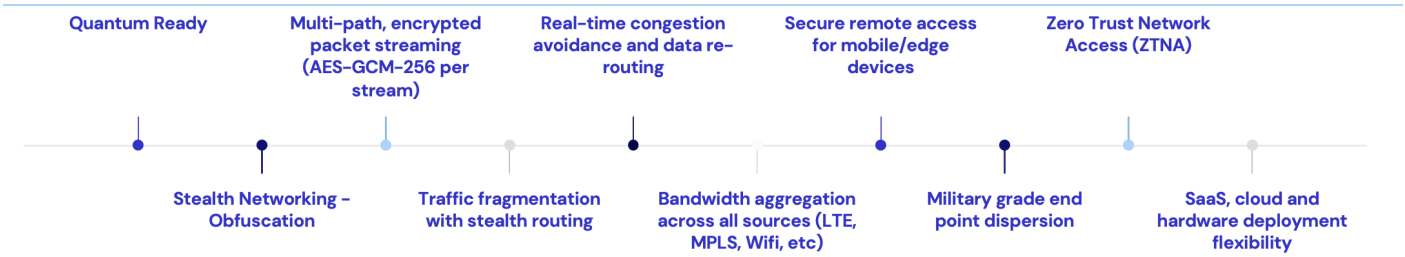 Quantum Ready
Multi-path, encrypted
packet streaming
(AES-GCM-256 per
stream)
Real-time congestion
avoidance and data re-
routing
Secure remote access
for mobile/edge
devices
Zero Trust Network
Access (ZTNA)
Stealth Networking -
Obfuscation
Traffic fragmentation
with stealth routing
Bandwidth aggregation
across all sources (LTE,
MPLS, Wifi, etc)
Military grade end
point dispersion
SaaS, cloud and
hardware deployment
flexibility